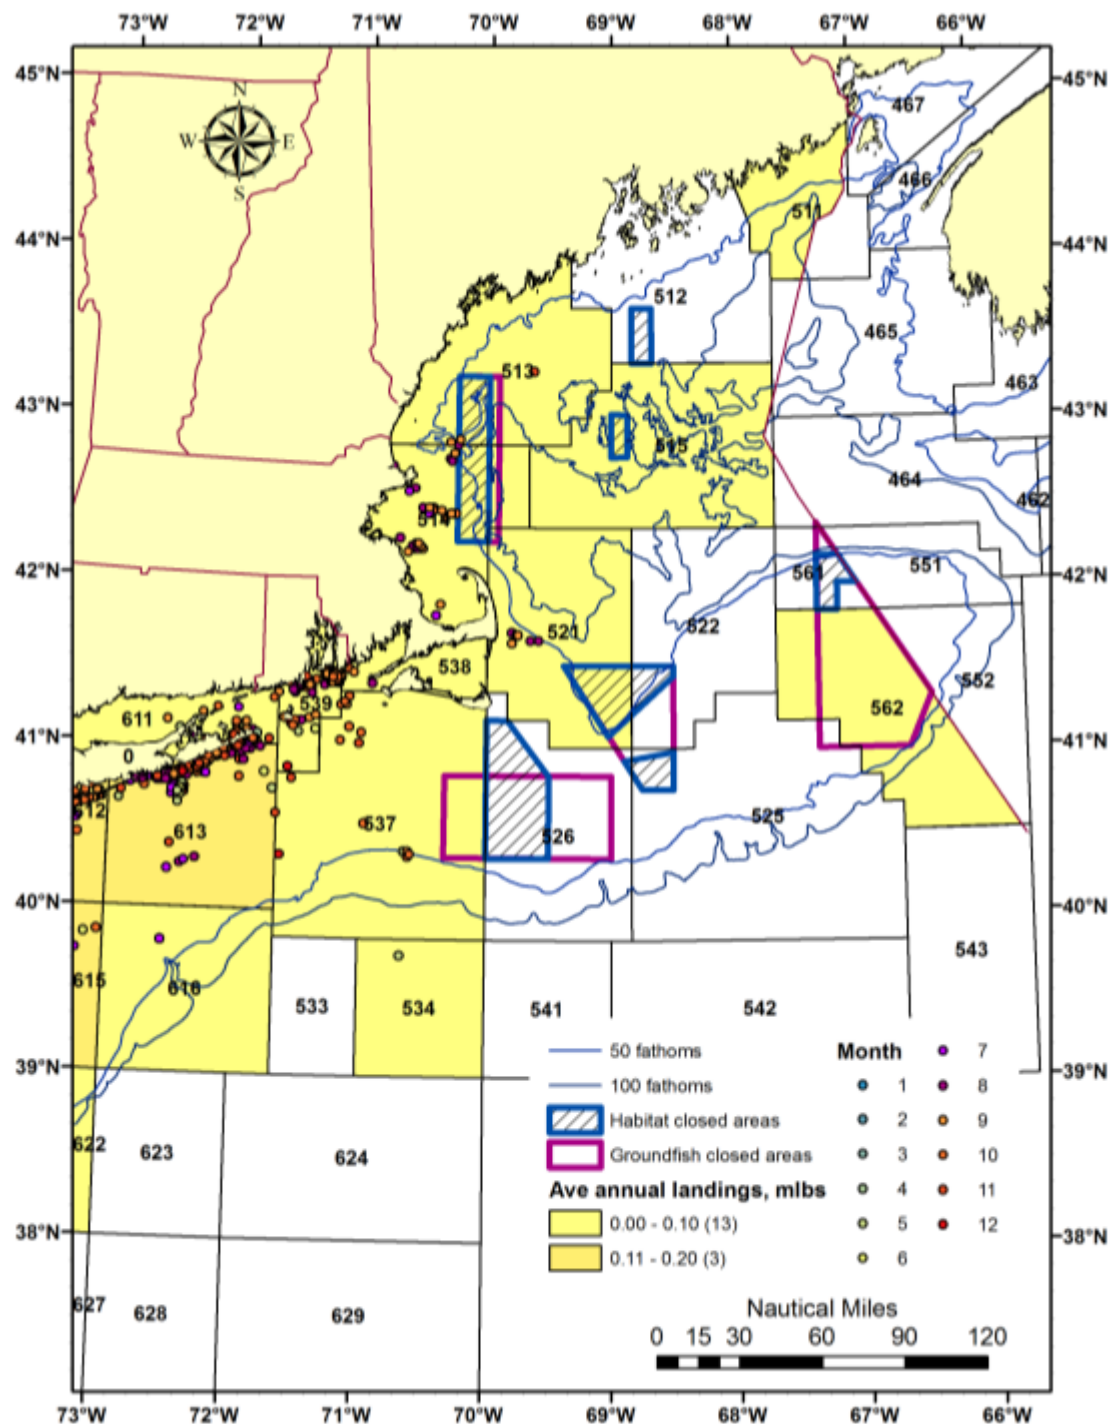 73°W 72°W 71°W 70°W 69°W 68°W 67°W 66°W
45°N 45°N
N
W E
S
467
466
511
44°N 44°N
512
465
463
513
43°N 43°N
515
464
462
514
42°N 42°N
561 551
521 522
538
552
539
611 562
41°N 41°N
0
612
613 537 525
526
40°N 40°N
543
615 616
533 534 541 542
39°N 39°N
50 fathoms
100 fathoms
Habitat closed areas
Groundfish closed areas
Ave annual landings, mlbs
0.00 - 0.10 (13)
0.11 - 0.20 (3)
Month
1
2
3
4
5
6
7
8
9
10
11
12
622 623 624
38°N 38°N
627 628 629
Nautical Miles
0 15 30 60 90 120
73°W 72°W 71°W 70°W 69°W 68°W 67°W 66°W